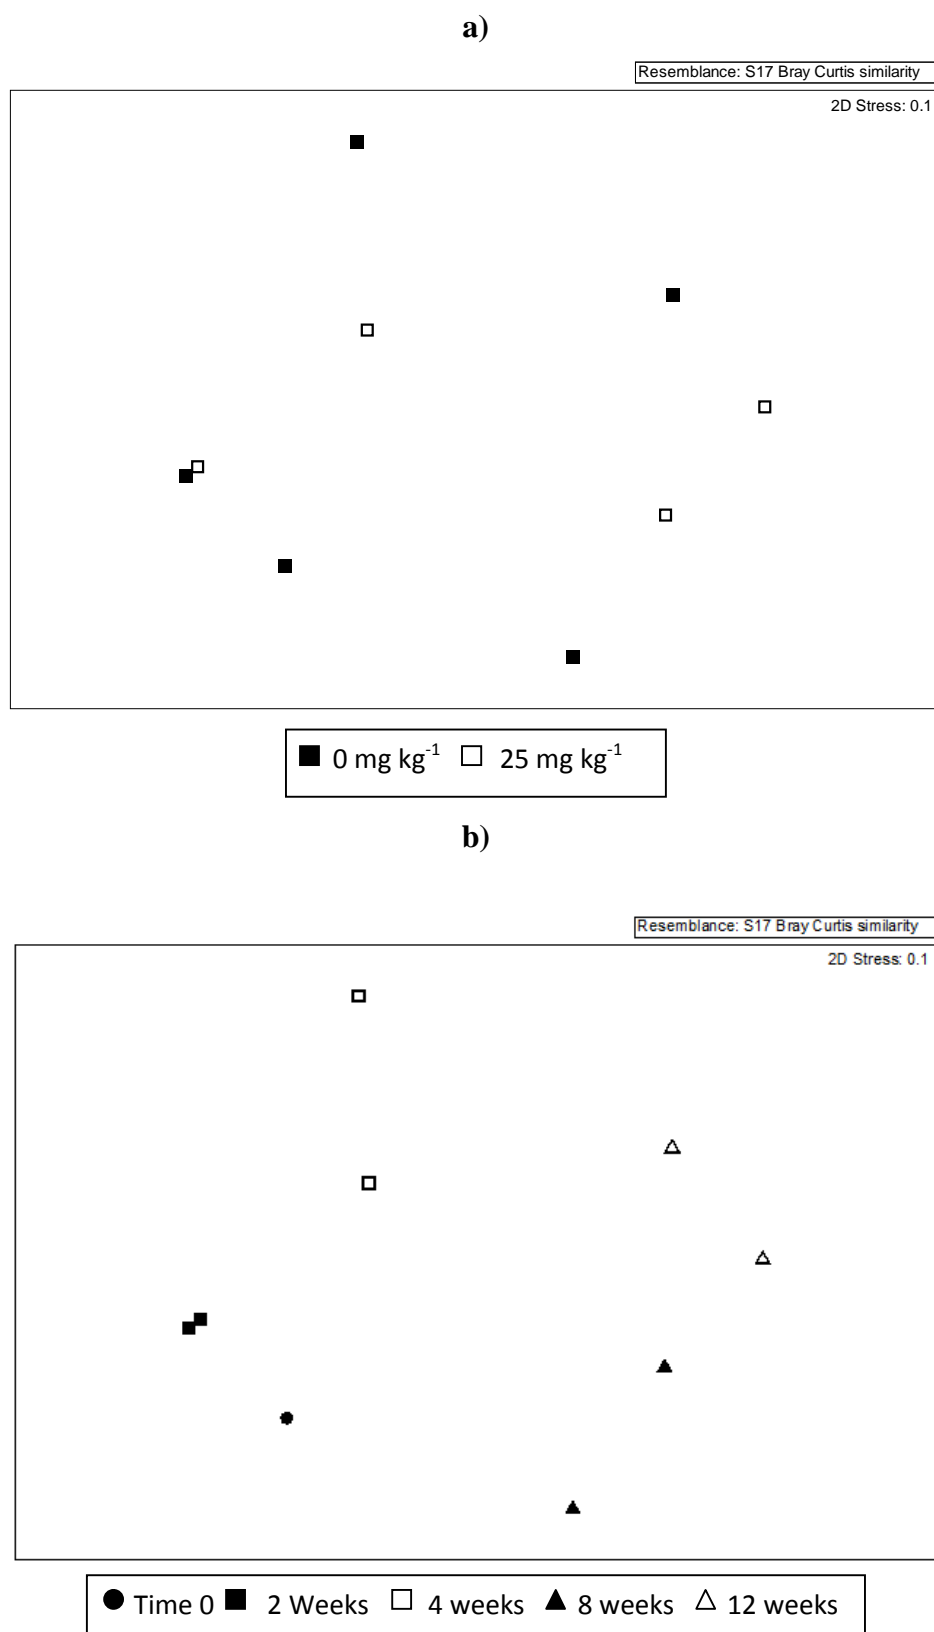 a)
Resemblance: S17 Bray Curtis similarity
2D Stress: 0.1
0 mg kg⁻¹ 25 mg kg⁻¹
b)
Resemblance: S17 Bray Curtis similarity
2D Stress: 0.1
Time 0 2 Weeks 4 weeks 8 weeks 12 weeks